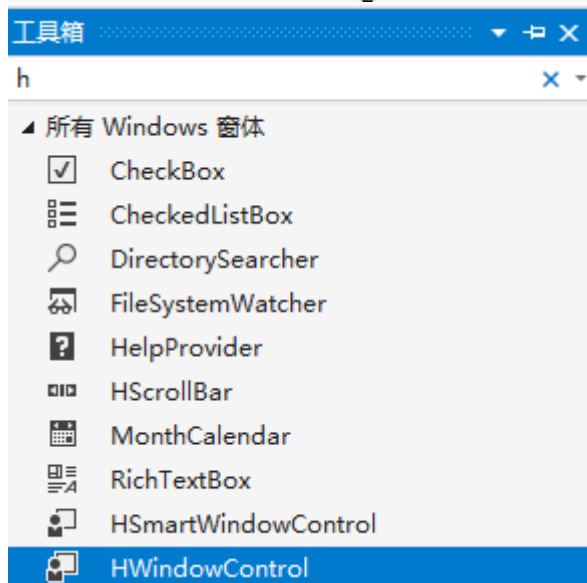 工具箱
h
所有 Windows 窗体
CheckBox
CheckedListBox
DirectorySearcher
FileSystemWatcher
HelpProvider
HScrollBar
MonthCalendar
RichTextBox
HSmartWindowControl
HWindowControl